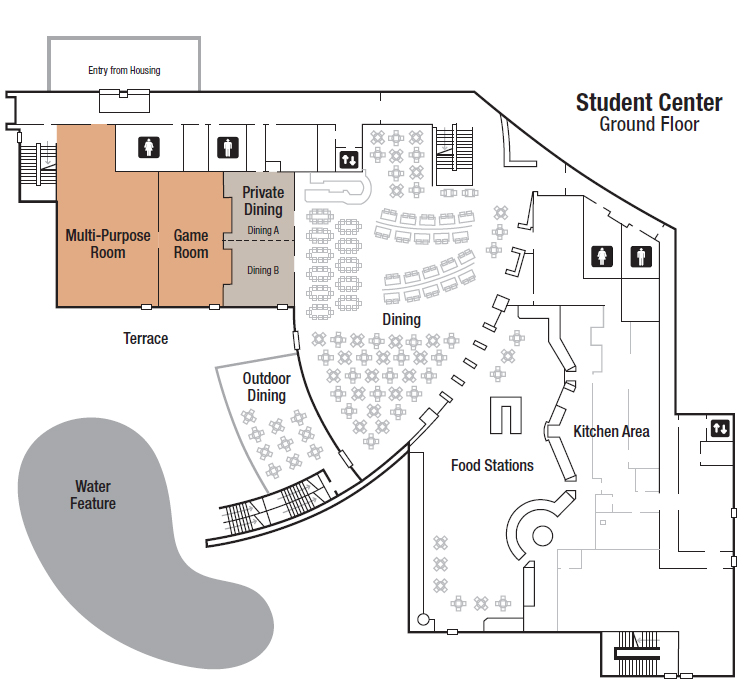 Entry from Housing
Student Center
Ground Floor
Private
Dining
Dining A
Dining B
Multi-Purpose
Room
Game
Room
Terrace
Dining
Outdoor
Dining
Kitchen Area
Food Stations
Water
Feature